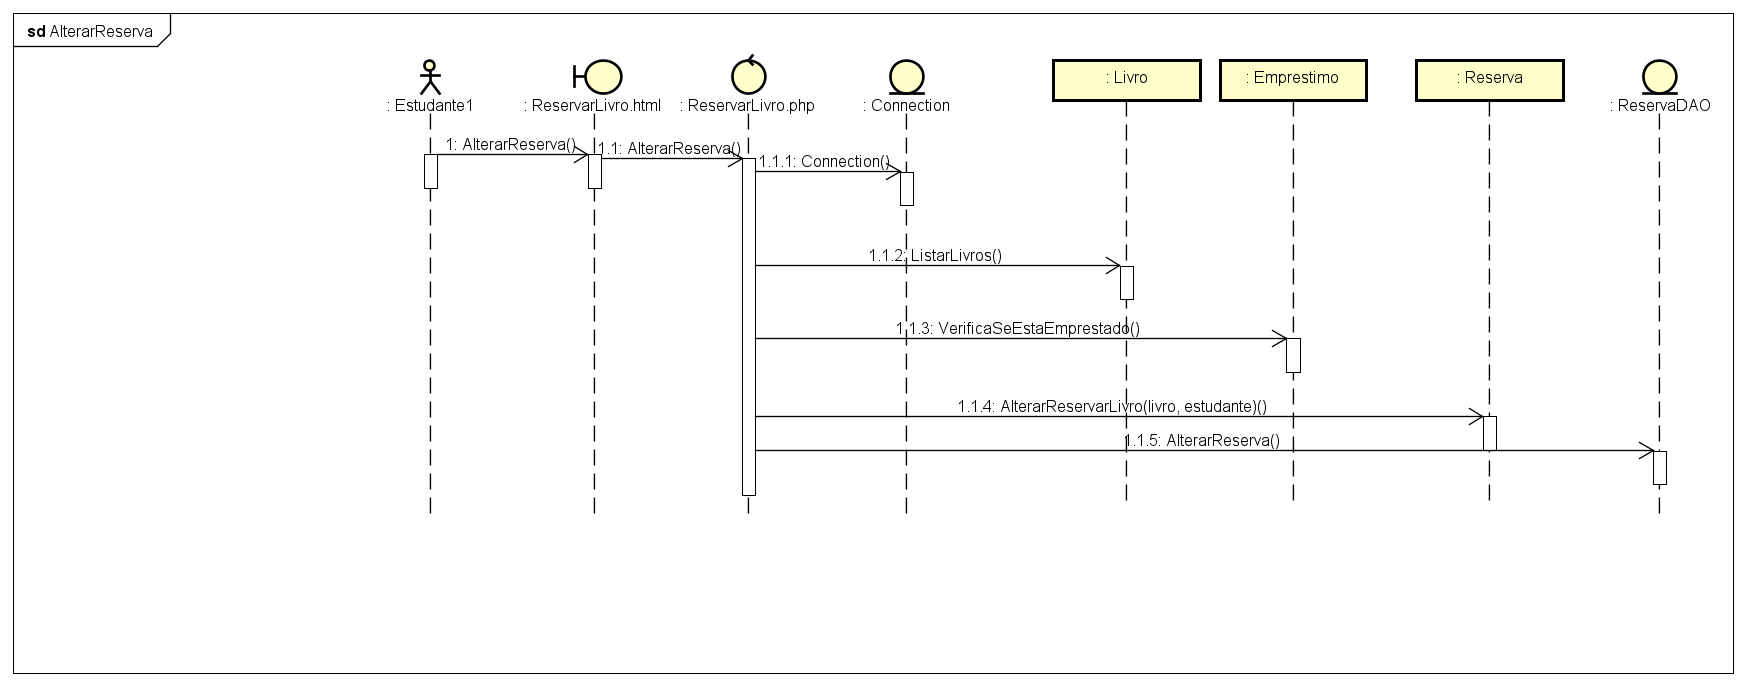 sd AlterarReserva
: Estudante1
: ReservarLivro.html
: ReservarLivro.php
: Connection
: Livro
: Emprestimo
: Reserva
: ReservaDAO
1: AlterarReserva()
1.1: AlterarReserva()
1.1.1: Connection()
1.1.2: ListarLivros()
1.1.3: VerificaSeEstaEmprestado()
1.1.4: AlterarReservarLivro(livro, estudante)()
1.1.5: AlterarReserva()